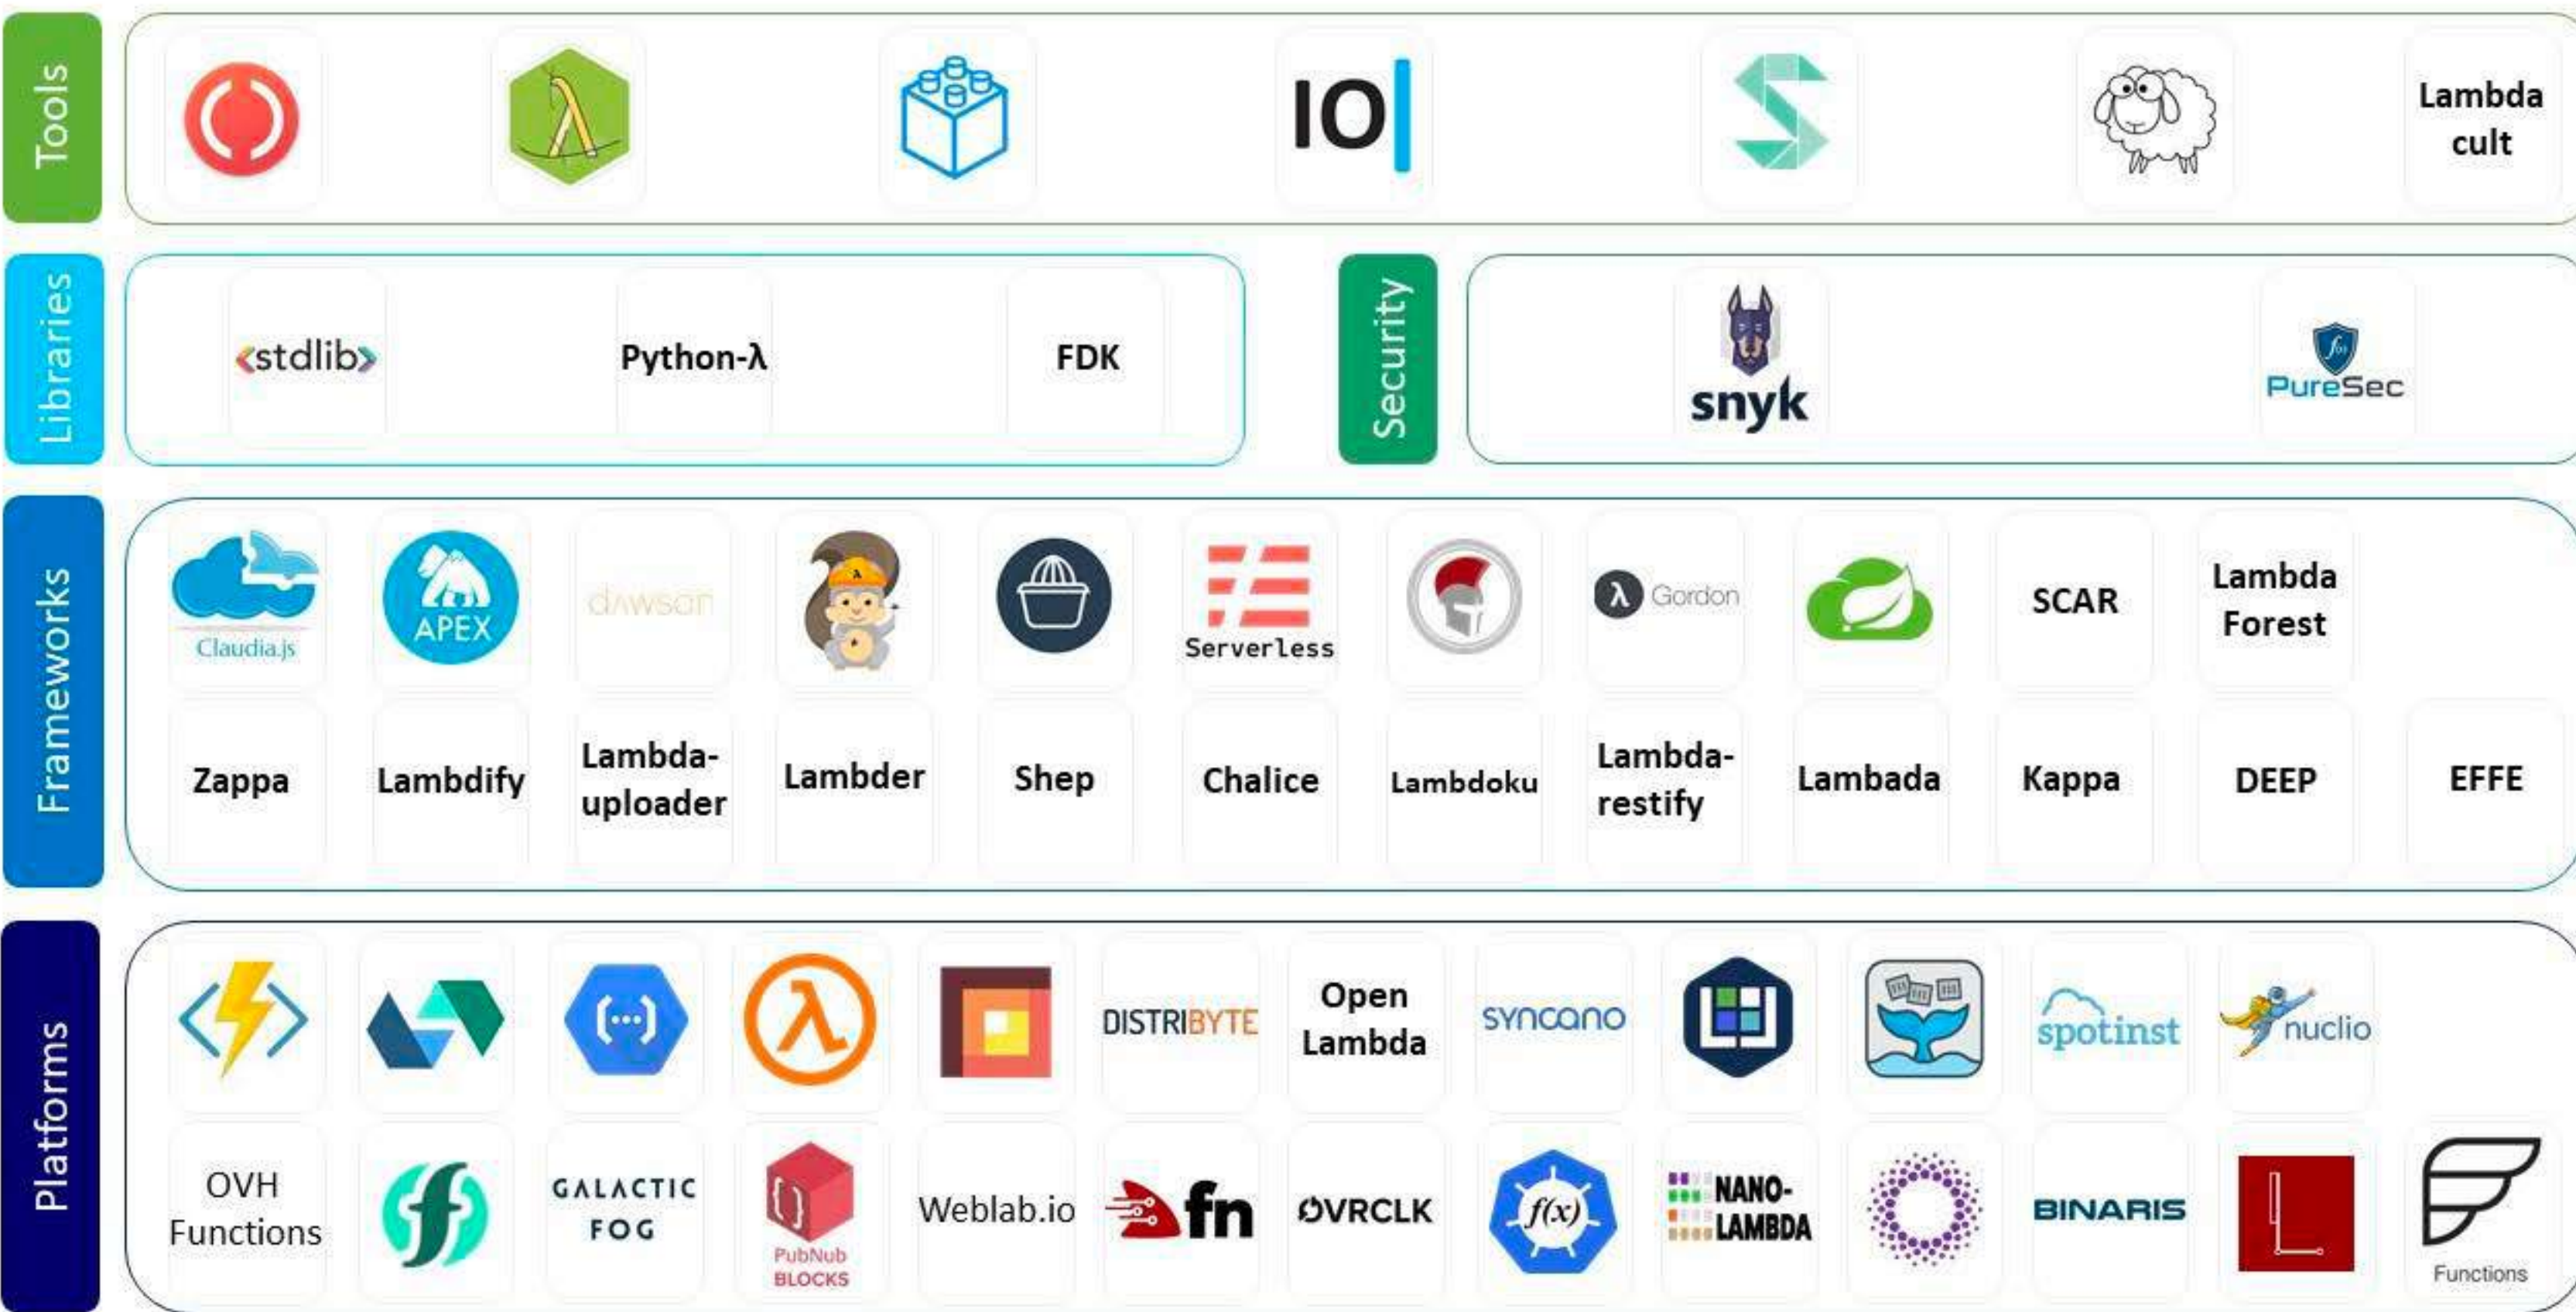 Tools
IO
Lambda
cult
Libraries
<stdlib>
Python-λ
FDK
Security
snyk
f(x)
PureSec
Frameworks
Claudia.js
APEX
dawson
λ
Serverless
λ Gordon
SCAR
Lambda
Forest
Zappa
Lambdify
Lambda-
uploader
Lambder
Shep
Chalice
Lambdoku
Lambda-
restify
Lambada
Kappa
DEEP
EFFE
Platforms
λ
DISTRIBYTE
Open
Lambda
syncano
spotinst
nuclio
OVH
Functions
GALACTIC
FOG
PubNub
BLOCKS
Weblab.io
fn
OVRCLK
f(x)
NANO-
LAMBDA
BINARIS
L
Functions